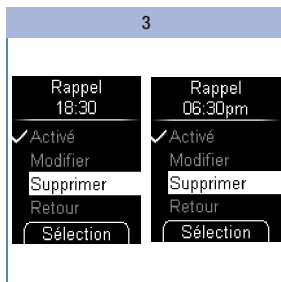 3
Rappel
18:30
Activé
Modifier
Supprimer
Retour
Sélection
Rappel
06:30pm
Activé
Modifier
Supprimer
Retour
Sélection